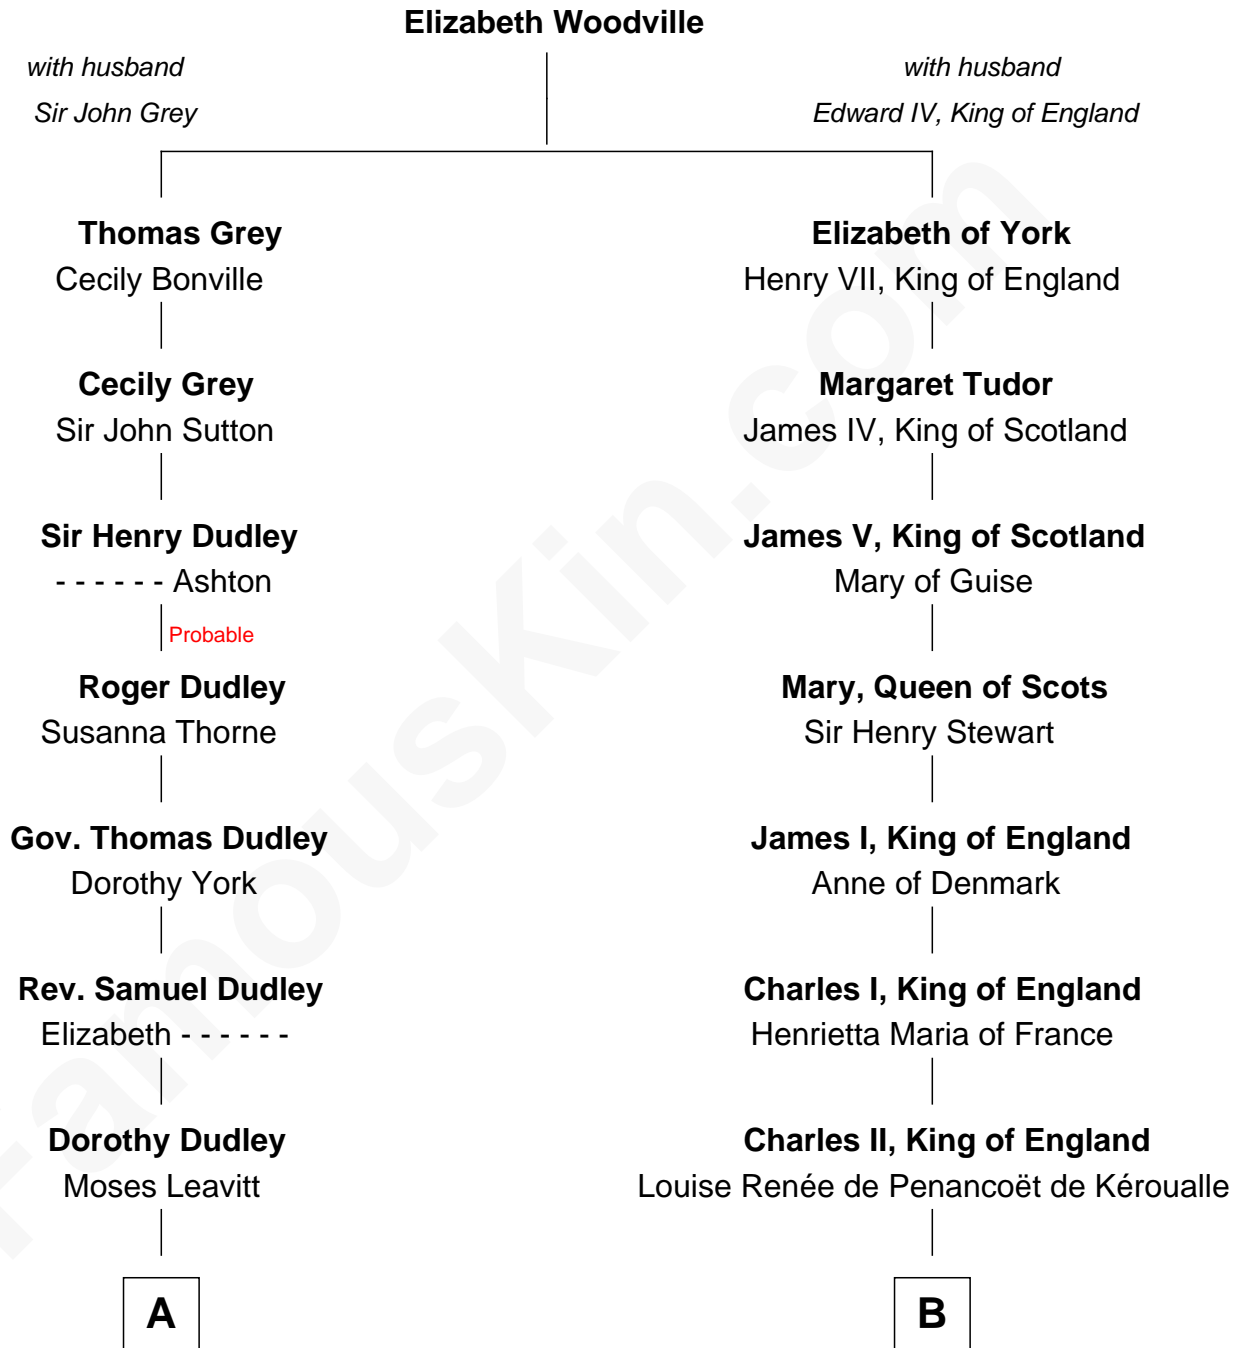 Elizabeth Woodville
with husband
Sir John Grey
with husband
Edward IV, King of England
Thomas Grey
Cecily Bonville
Elizabeth of York
Henry VII, King of England
Cecily Grey
Sir John Sutton
Margaret Tudor
James IV, King of Scotland
Sir Henry Dudley
- - - - - - Ashton
James V, King of Scotland
Mary of Guise
Probable
Roger Dudley
Susanna Thorne
Mary, Queen of Scots
Sir Henry Stewart
Gov. Thomas Dudley
Dorothy York
James I, King of England
Anne of Denmark
Rev. Samuel Dudley
Elizabeth - - - - - -
Charles I, King of England
Henrietta Maria of France
Dorothy Dudley
Moses Leavitt
Charles II, King of England
Louise Renée de Penancoët de Kéroualle
A
B
FamousKin.com